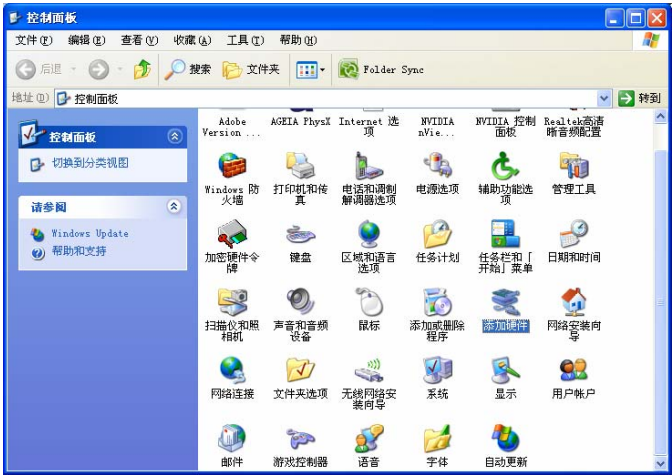 控制面板
文件(F) 编辑(E) 查看(V) 收藏(A) 工具(T) 帮助(H)
后退 搜索 文件夹 Folder Sync
地址(D) 控制面板 转到
控制面板
切换到分类视图
请参阅
Windows Update
帮助和支持
Adobe AGEIA PhysX Internet 选 NVIDIA NVIDIA 控制 Realtek高清
Version ... 项 nVie... 面板 晰音频配置
Windows 防 打印机和传 电话和调制 电源选项 辅助功能选 管理工具
火墙 真 解调器选项 项
加密硬件令 键盘 区域和语言 任务计划 任务栏和「 日期和时间
牌 选项 开始」菜单
扫描仪和照 声音和音频 鼠标 添加或删除 添加硬件 网络安装向
相机 设备 程序 导
网络连接 文件夹选项 无线网络安 系统 显示 用户帐户
装向导
邮件 游戏控制器 语音 字体 自动更新